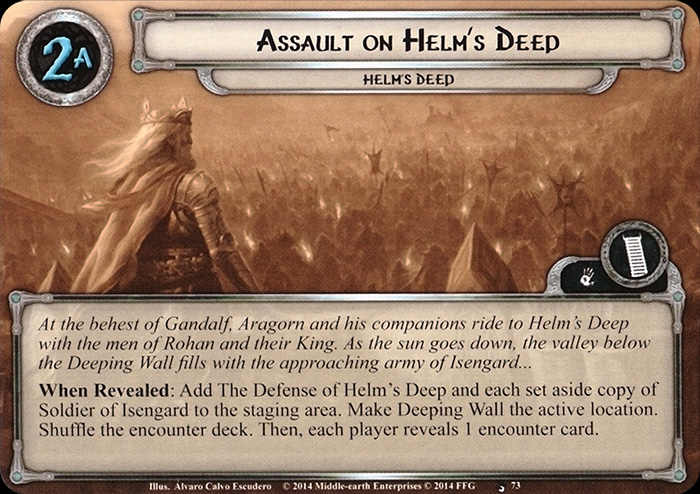 2A
Assault on Helm's Deep
Helm's Deep
At the behest of Gandalf, Aragorn and his companions ride to Helm's Deep
with the men of Rohan and their King. As the sun goes down, the valley below
the Deeping Wall fills with the approaching army of Isengard...
When Revealed: Add The Defense of Helm's Deep and each set aside copy of
Soldier of Isengard to the staging area. Make Deeping Wall the active location.
Shuffle the encounter deck. Then, each player reveals 1 encounter card.
Illus. Álvaro Calvo Escudero © 2014 Middle-earth Enterprises © 2014 FFG 73